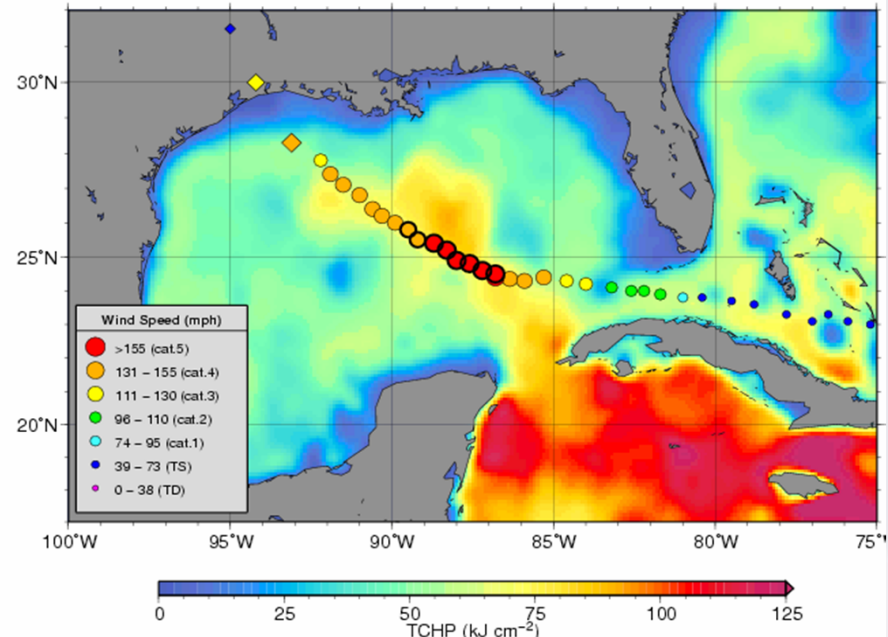 30°N
25°N
20°N
Wind Speed (mph)
>155 (cat.5)
131 – 155 (cat.4)
111 – 130 (cat.3)
96 – 110 (cat.2)
74 – 95 (cat.1)
39 – 73 (TS)
0 – 38 (TD)
100°W 95°W 90°W 85°W 80°W 75°
0 25 50 75 100 125
TCHP (kJ cm⁻²)